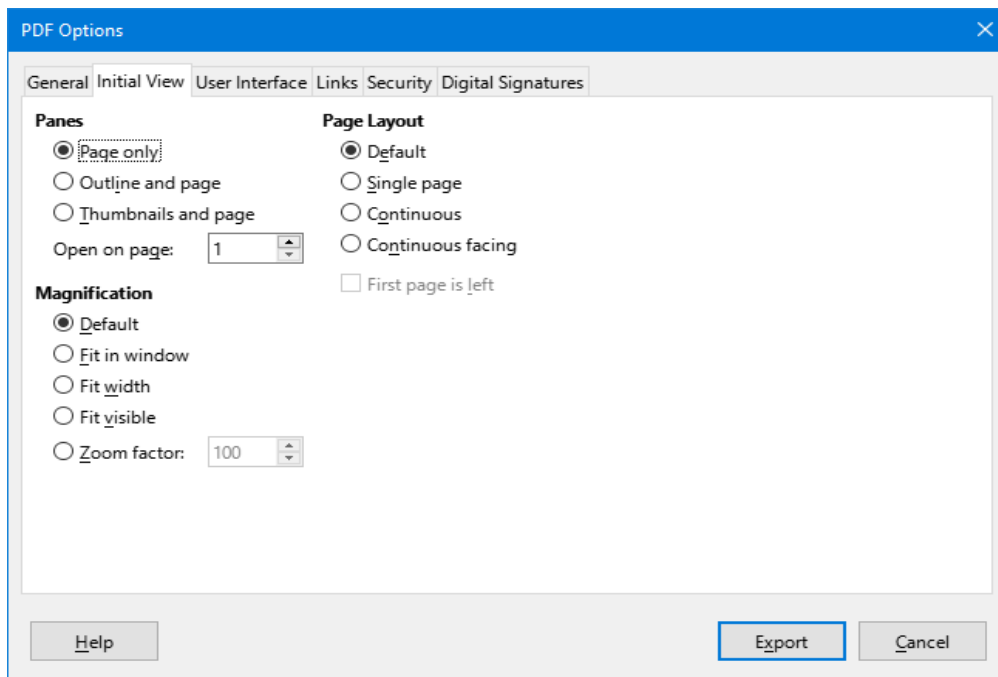 PDF Options
General Initial View User Interface Links Security Digital Signatures
Panes
Page only
Outline and page
Thumbnails and page
Open on page: 1
Magnification
Default
Fit in window
Fit width
Fit visible
Zoom factor: 100
Page Layout
Default
Single page
Continuous
Continuous facing
First page is left
Help Export Cancel